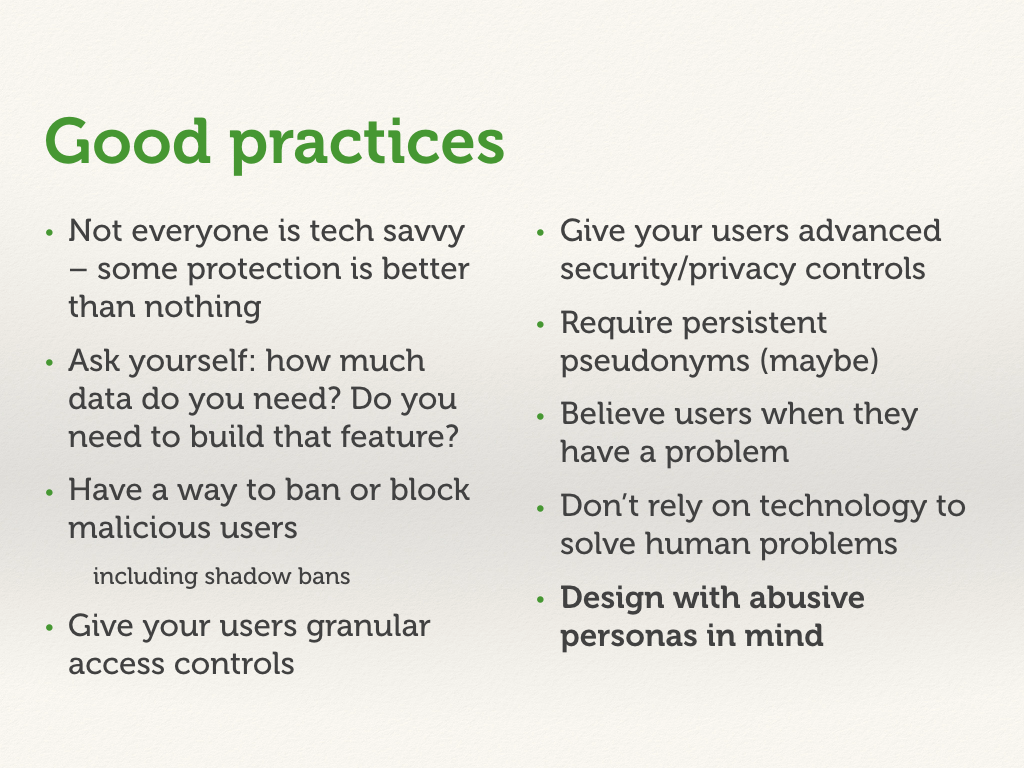 Good practices
• Not everyone is tech savvy
– some protection is better
than nothing
• Ask yourself: how much
data do you need? Do you
need to build that feature?
• Have a way to ban or block
malicious users
including shadow bans
• Give your users granular
access controls
• Give your users advanced
security/privacy controls
• Require persistent
pseudonyms (maybe)
• Believe users when they
have a problem
• Don’t rely on technology to
solve human problems
• Design with abusive
personas in mind